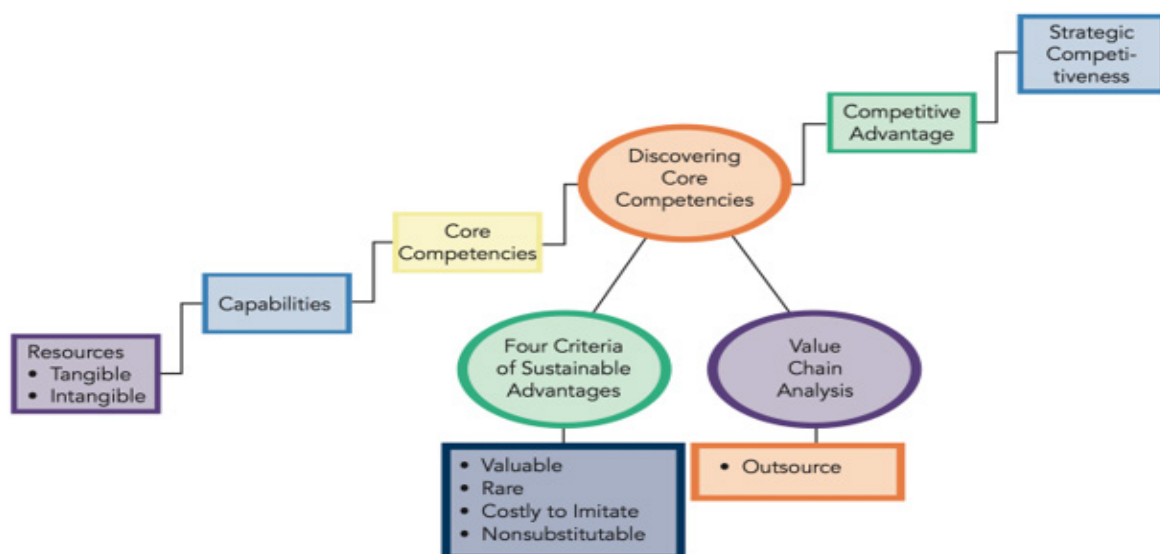 Resources
• Tangible
• Intangible
Capabilities
Core
Competencies
Discovering
Core
Competencies
Competitive
Advantage
Strategic
Competi-
tiveness
Four Criteria
of Sustainable
Advantages
Value
Chain
Analysis
• Valuable
• Rare
• Costly to Imitate
• Nonsubstitutable
• Outsource